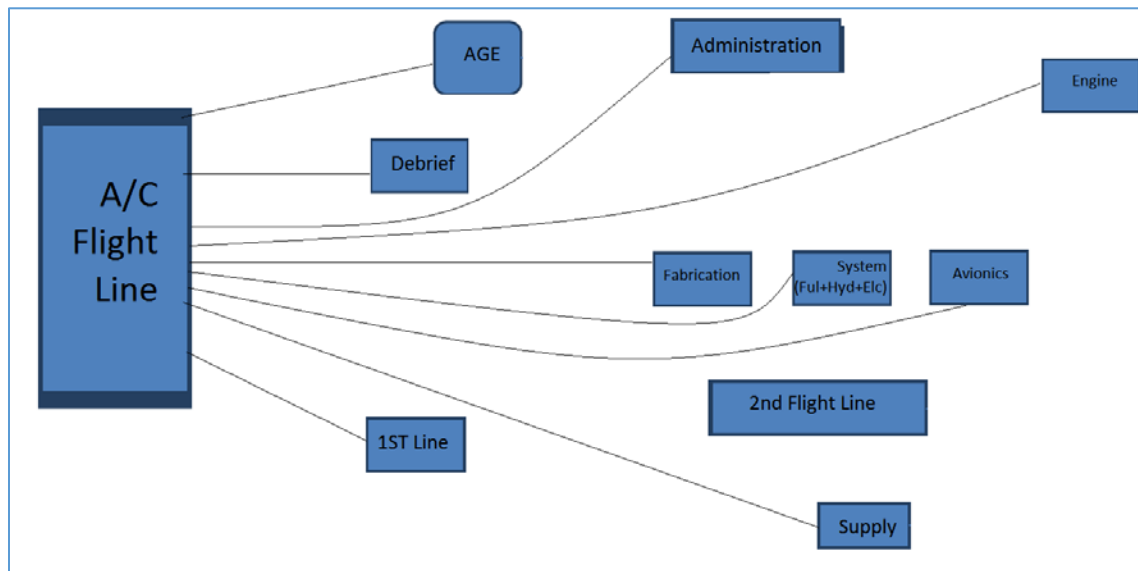 AGE
Administration
Engine
Debrief
A/C
Flight
Line
Fabrication
System
(Ful+Hyd+Elc)
Avionics
2nd Flight Line
1ST Line
Supply